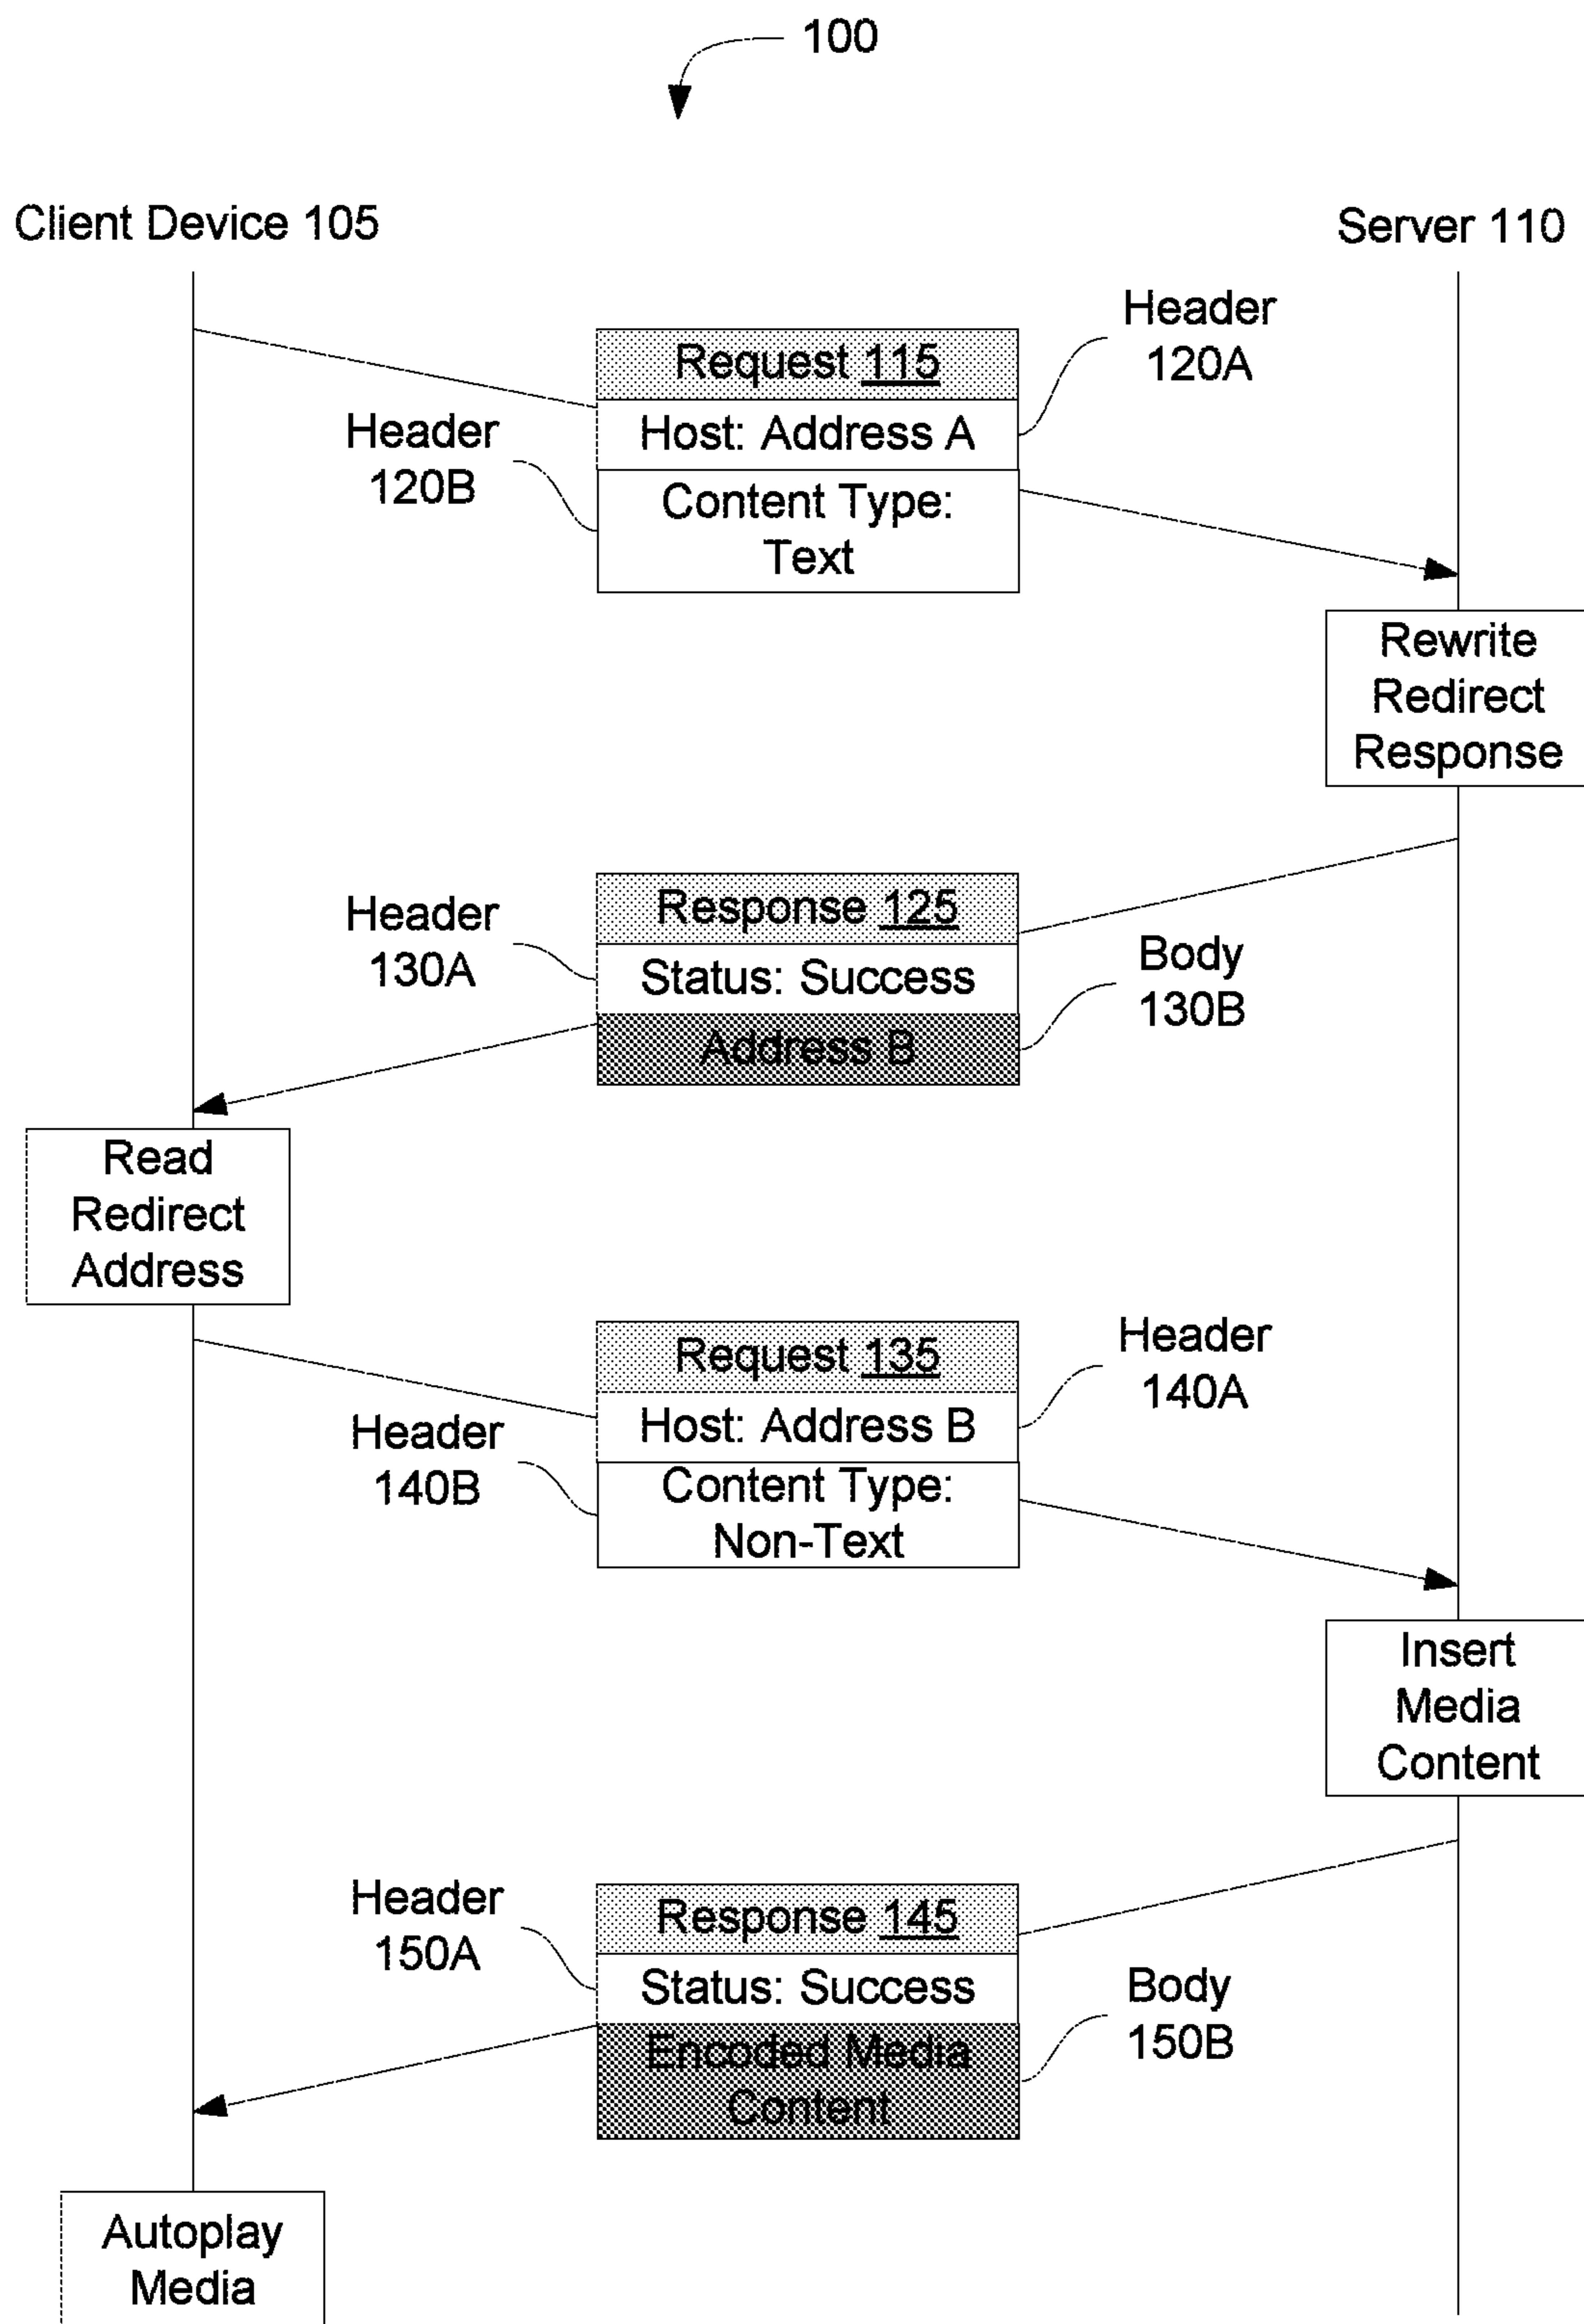 100
Client Device 105
Server 110
Header
120A
Request 115
Host: Address A
Header
120B
Content Type:
Text
Rewrite
Redirect
Response
Header
130A
Response 125
Status: Success
Address B
Body
130B
Read
Redirect
Address
Header
140A
Request 135
Host: Address B
Header
140B
Content Type:
Non-Text
Insert
Media
Content
Header
150A
Response 145
Status: Success
Encoded Media
Content
Body
150B
Autoplay
Media